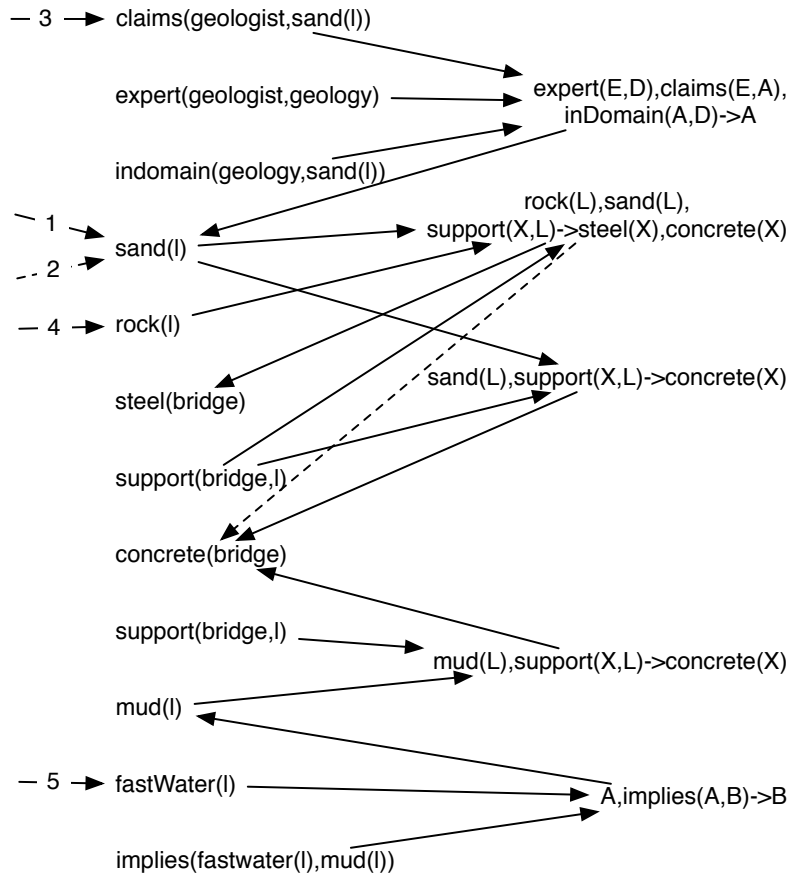 3 claims(geologist,sand(l))
expert(E,D),claims(E,A),
inDomain(A,D)->A
expert(geologist,geology)
indomain(geology,sand(l))
rock(L),sand(L),
support(X,L)->steel(X),concrete(X)
1
sand(l)
2
4 rock(l)
sand(L),support(X,L)->concrete(X)
steel(bridge)
support(bridge,l)
concrete(bridge)
support(bridge,l)
mud(L),support(X,L)->concrete(X)
mud(l)
5 fastWater(l)
A,implies(A,B)->B
implies(fastwater(l),mud(l))